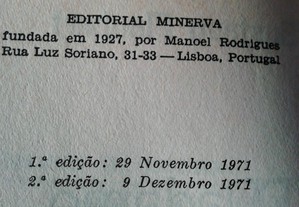 EDITORIAL MINERVA
fundada em 1927, por Manoel Rodrigues
Rua Luz Soriano, 31-33 — Lisboa, Portugal
1.ª edição: 29 Novembro 1971
2.ª edição: 9 Dezembro 1971